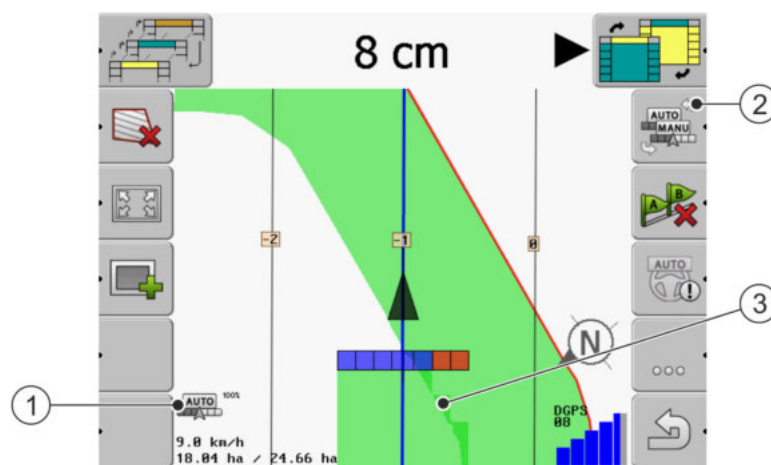 8 cm
AUTO
MANU
2
A B
-2
-1
0
AUTO
3
N
1
AUTO
100%
DGPS
08
9.0 km/h
18.04 ha / 24.66 ha